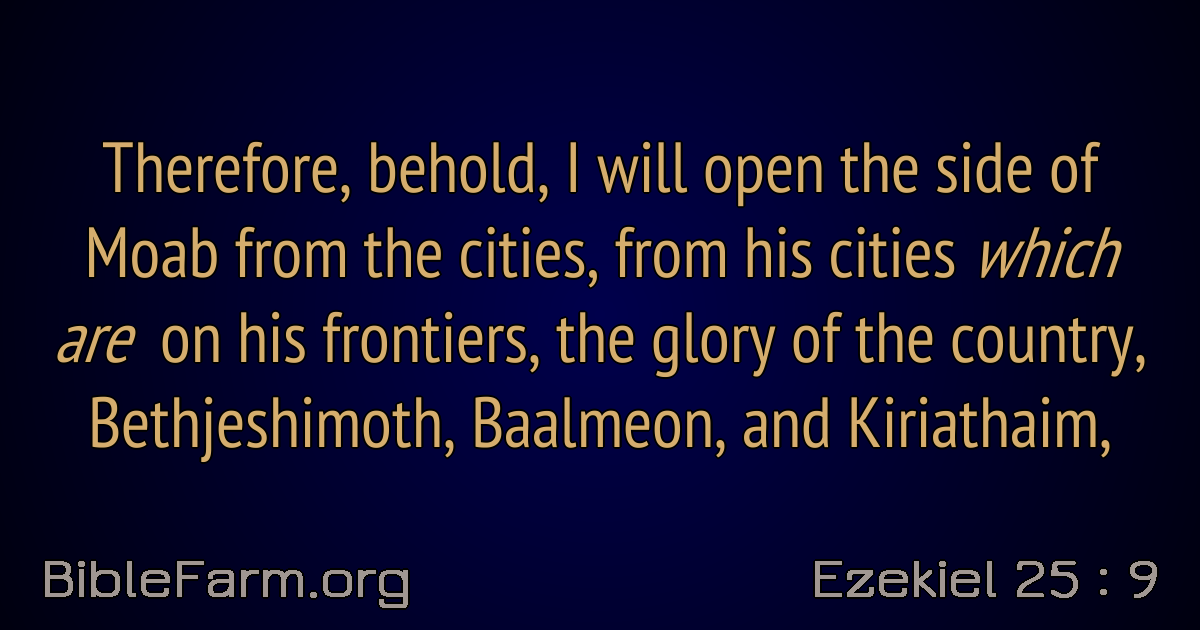 Therefore, behold, I will open the side of
Moab from the cities, from his cities which
are on his frontiers, the glory of the country,
Bethjeshimoth, Baalmeon, and Kiriathaim,
BibleFarm.org
Ezekiel 25 : 9